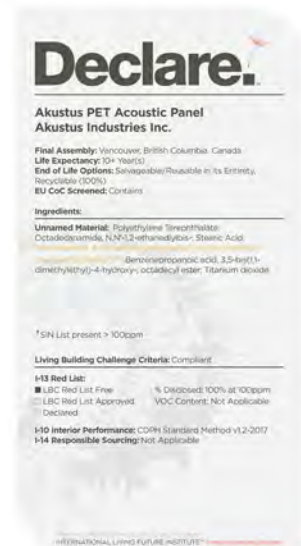 Declare.
Akustus PET Acoustic Panel
Akustus Industries Inc.
Final Assembly: Vancouver, British Columbia, Canada
Life Expectancy: 10+ Year(s)
End of Life Options: Salvageable/Reusable in its Entirety,
Recyclable (100%)
EU CoC Screened: Contains
Ingredients:
Unnamed Material: Polyethylene Terephthalate;
Octadecanamide, N,N'-1,2-ethanediylbis-; Stearic Acid;
Benzenepropanoic acid, 3,5-bis(1,1-
dimethylethyl)-4-hydroxy-, octadecyl ester; Titanium dioxide
†SIN List present > 100ppm
Living Building Challenge Criteria: Compliant
I-13 Red List:
LBC Red List Free % Disclosed: 100% at 100ppm
LBC Red List Approved VOC Content: Not Applicable
Declared
I-10 Interior Performance: CDPH Standard Method v1.2-2017
I-14 Responsible Sourcing: Not Applicable
INTERNATIONAL LIVING FUTURE INSTITUTE